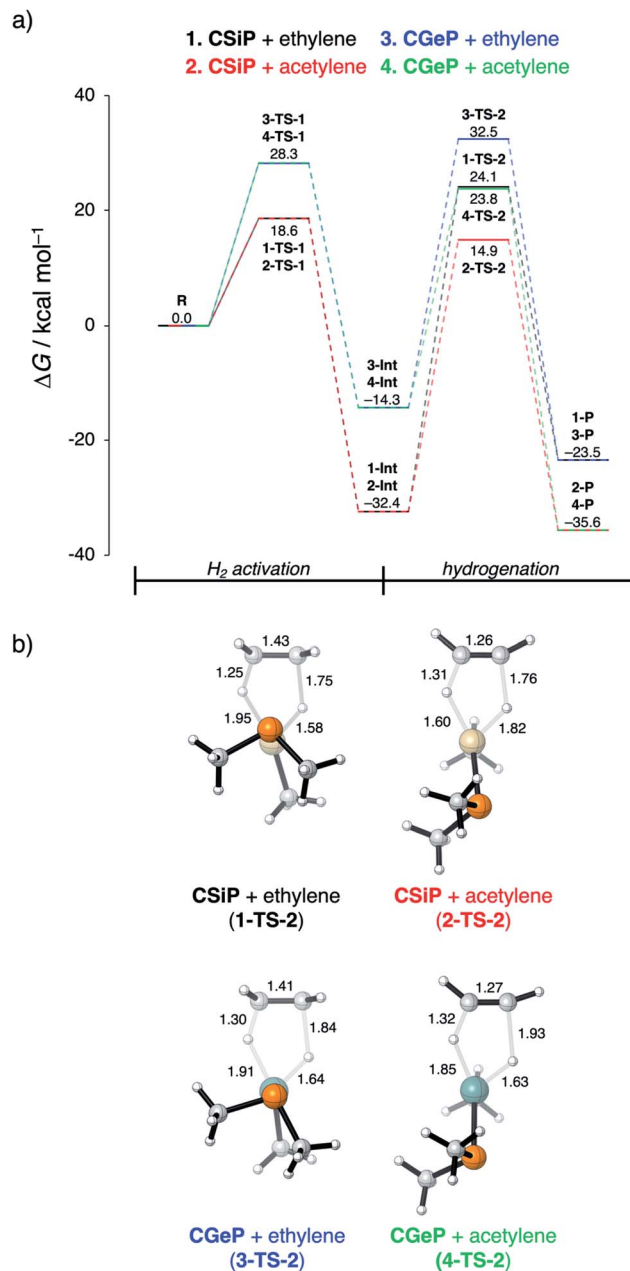 a)
1. CSiP + ethylene 3. CGeP + ethylene
2. CSiP + acetylene 4. CGeP + acetylene
40
20
0
-20
-40
ΔG / kcal mol⁻¹
R
0.0
3-TS-1
4-TS-1
28.3
18.6
1-TS-1
2-TS-1
3-Int
4-Int
−14.3
1-Int
2-Int
−32.4
3-TS-2
32.5
1-TS-2
24.1
23.8
4-TS-2
14.9
2-TS-2
1-P
3-P
−23.5
2-P
4-P
−35.6
H₂ activation hydrogenation
b)
1.43
1.25 1.75
1.95 1.58
CSiP + ethylene
(1-TS-2)
1.26
1.31 1.76
1.60 1.82
CSiP + acetylene
(2-TS-2)
1.41
1.30 1.84
1.91 1.64
CGeP + ethylene
(3-TS-2)
1.27
1.32 1.93
1.85 1.63
CGeP + acetylene
(4-TS-2)